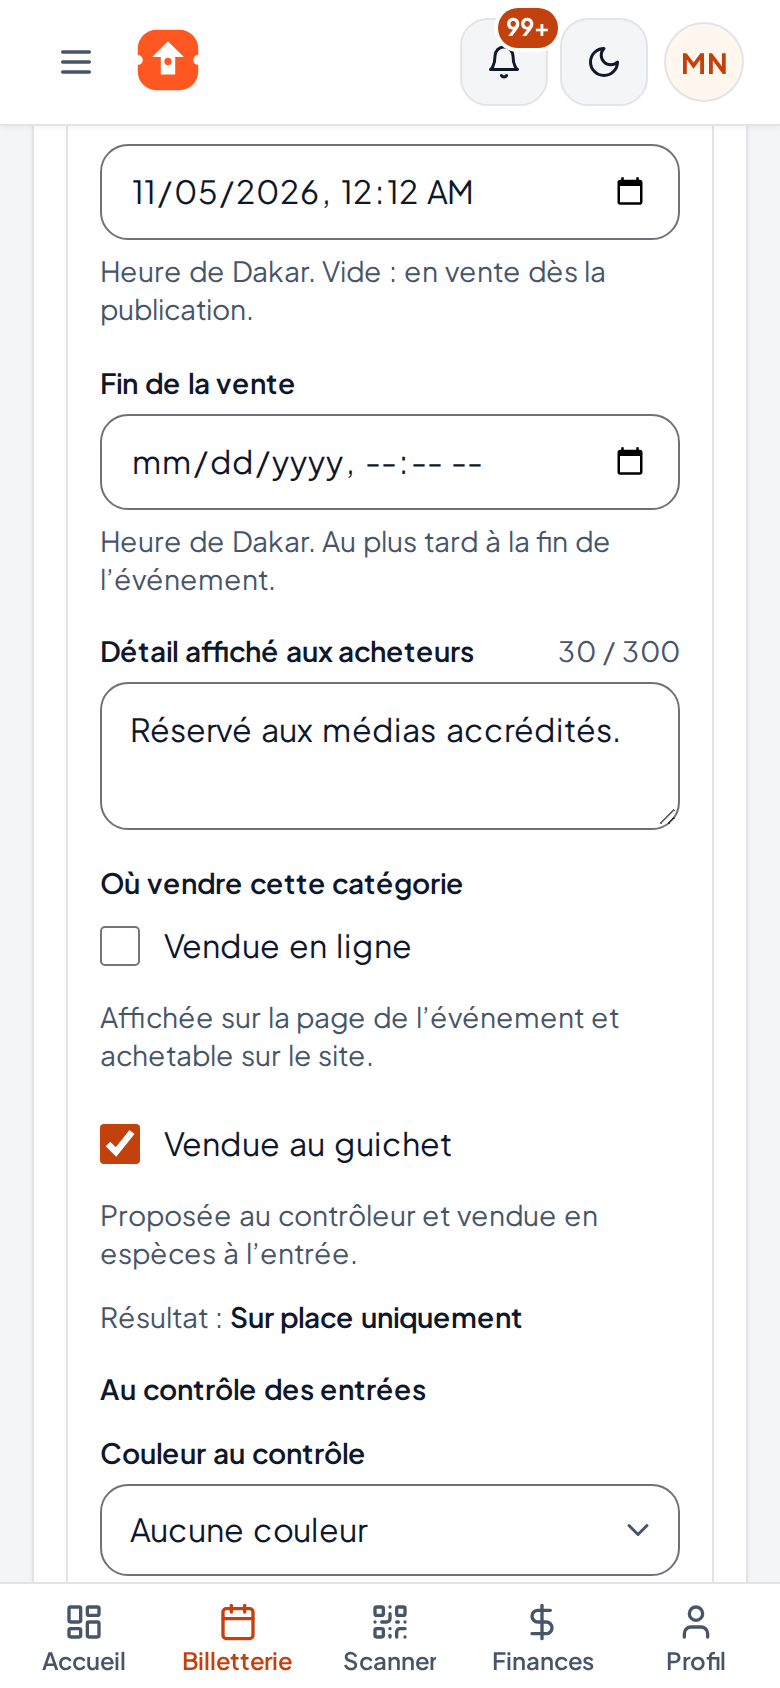 99+
MN
11/05/2026, 12:12 AM
Heure de Dakar. Vide : en vente dès la
publication.
Fin de la vente
mm/dd/yyyy, --:-- --
Heure de Dakar. Au plus tard à la fin de
l’événement.
Détail affiché aux acheteurs 30 / 300
Réservé aux médias accrédités.
Où vendre cette catégorie
Vendue en ligne
Affichée sur la page de l’événement et
achetable sur le site.
Vendue au guichet
Proposée au contrôleur et vendue en
espèces à l’entrée.
Résultat : Sur place uniquement
Au contrôle des entrées
Couleur au contrôle
Aucune couleur
Accueil Billetterie Scanner Finances Profil